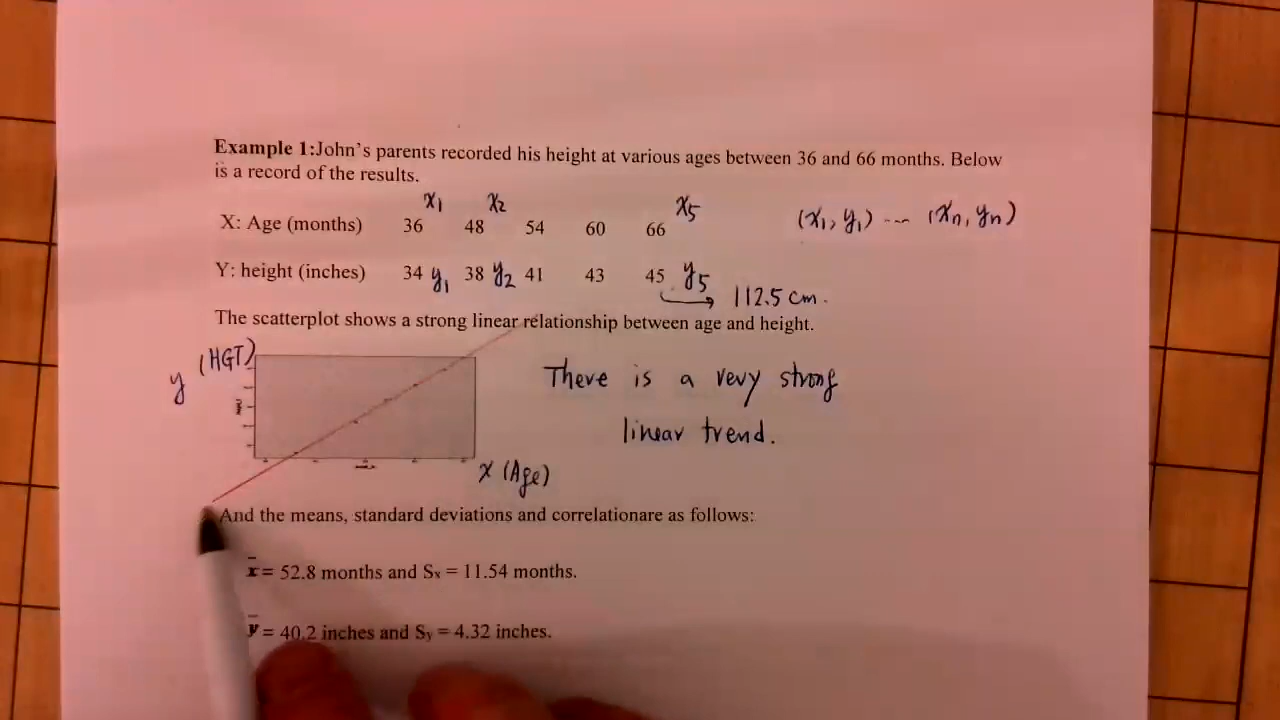 Example 1:John's parents recorded his height at various ages between 36 and 66 months. Below
is a record of the results.
x1 x2 x5
X: Age (months) 36 48 54 60 66 (x1, y1) --- (xn, yn)
Y: height (inches) 34 y1 38 y2 41 43 45 y5
112.5 cm.
The scatterplot shows a strong linear relationship between age and height.
y (HGT)
There is a very strong
linear trend.
x (Age)
And the means, standard deviations and correlationare as follows:
x̄ = 52.8 months and Sx = 11.54 months.
ȳ = 40.2 inches and Sy = 4.32 inches.